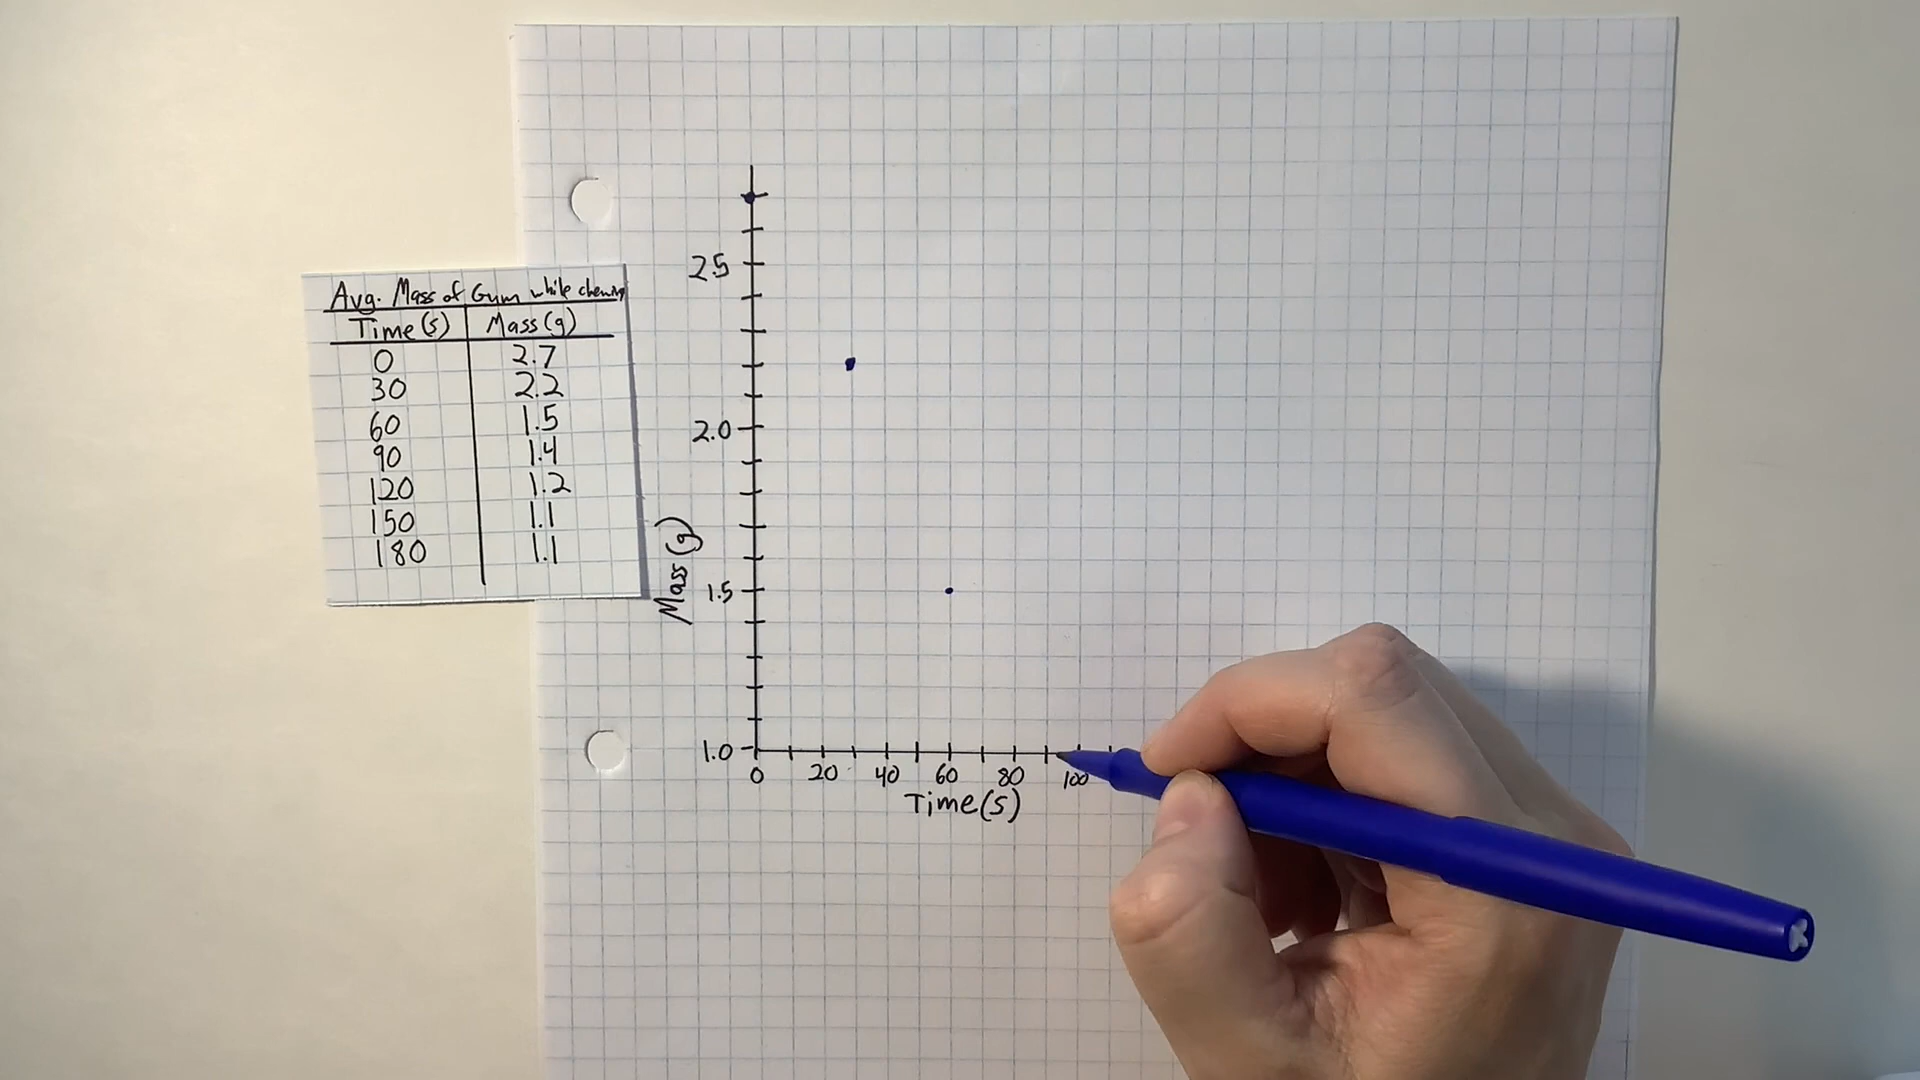 Avg. Mass of Gum while chewing
Time (s) Mass (g)
0 2.7
30 2.2
60 1.5
90 1.4
120 1.2
150 1.1
180 1.1
2.5
2.0
1.5
1.0
Mass (g)
0 20 40 60 80 100
Time (s)